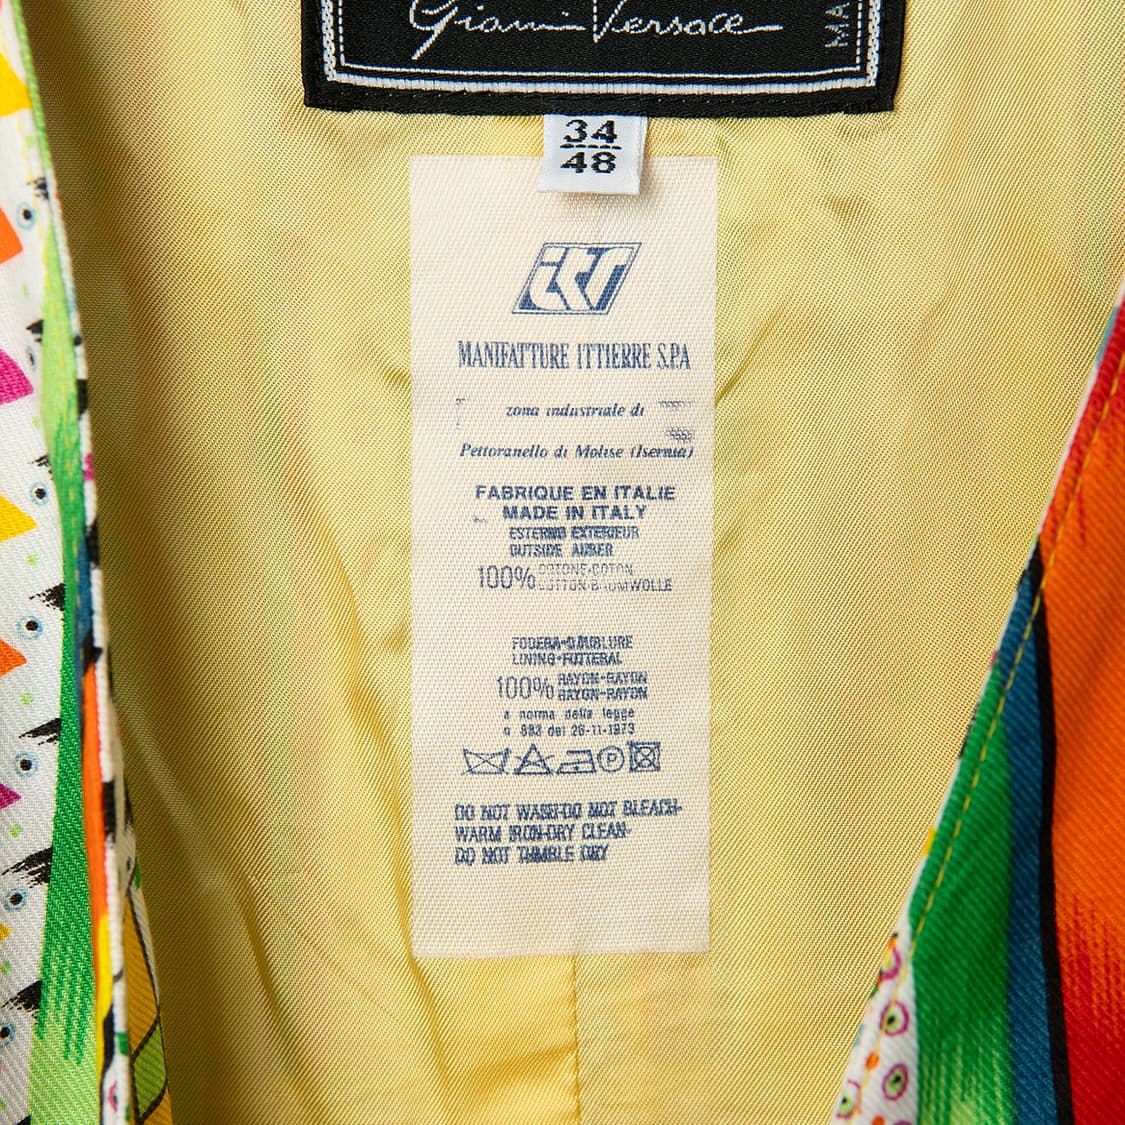 Gianni Versace
MA
34
48
itr
MANIFATTURE ITTIERRE S.P.A
zona industriale di
Pettoranello di Molise (Isernia)
FABRIQUE EN ITALIE
MADE IN ITALY
ESTERNO EXTERIEUR
OUTSIDE AUBER
100% COTONE-COTON
COTTON-BAUMWOLLE
FODERA-DOUBLURE
LINING-FUTTERAL
100% RAYON-RAYON
RAYON-RAYON
a norma della legge
n 883 del 26-11-1973
P
DO NOT WASH-DO NOT BLEACH-
WARM IRON-DRY CLEAN-
DO NOT TUMBLE DRY